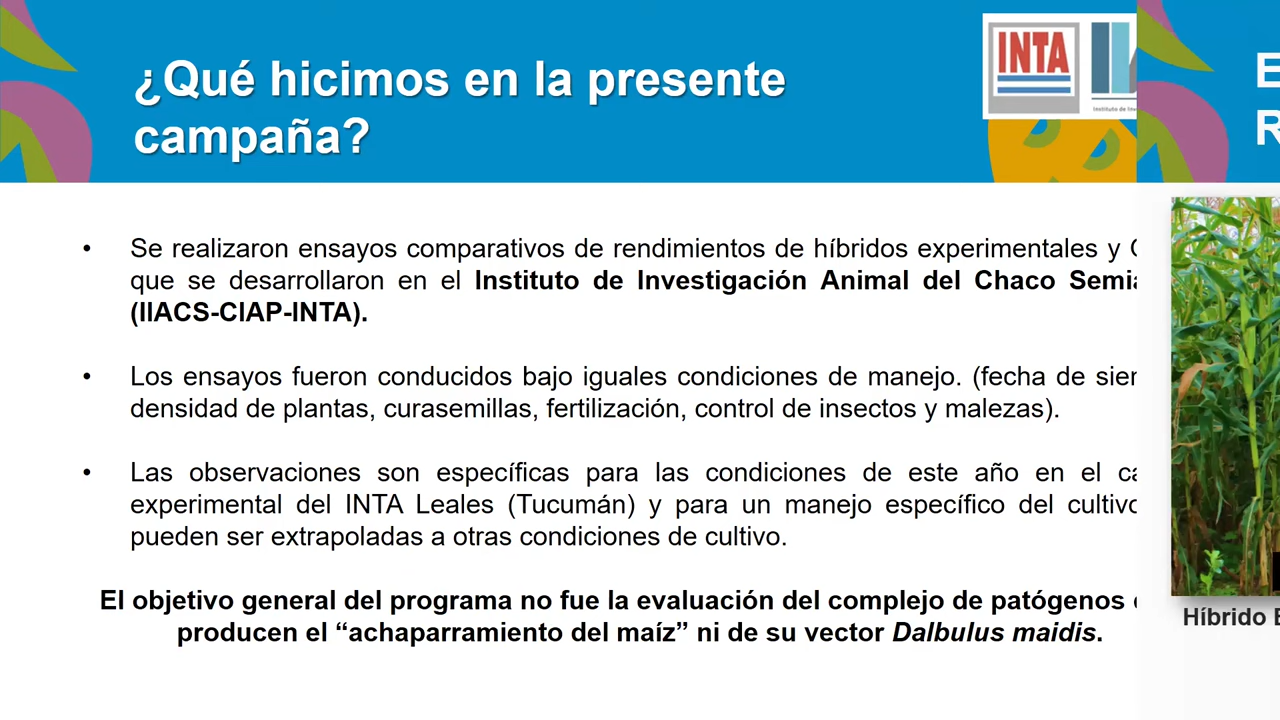 ¿Qué hicimos en la presente
campaña?
INTA
Instituto de
Se realizaron ensayos comparativos de rendimientos de híbridos experimentales y
que se desarrollaron en el Instituto de Investigación Animal del Chaco
(IIACS-CIAP-INTA).
Los ensayos fueron conducidos bajo iguales condiciones de manejo. (fecha de
densidad de plantas, curasemillas, fertilización, control de insectos y malezas).
Las observaciones son específicas para las condiciones de este año en el
experimental del INTA Leales (Tucumán) y para un manejo específico del
pueden ser extrapoladas a otras condiciones de cultivo.
El objetivo general del programa no fue la evaluación del complejo de patógenos
producen el “achaparramiento del maíz” ni de su vector Dalbulus maidis.
Híbrido